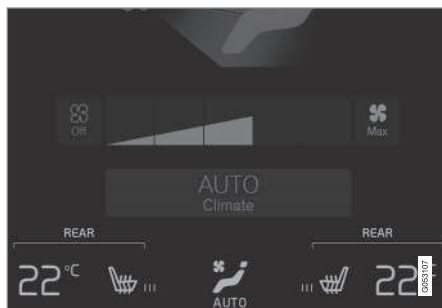 Off
Max
AUTO
Climate
REAR
REAR
22°C
AUTO
22°
G053107